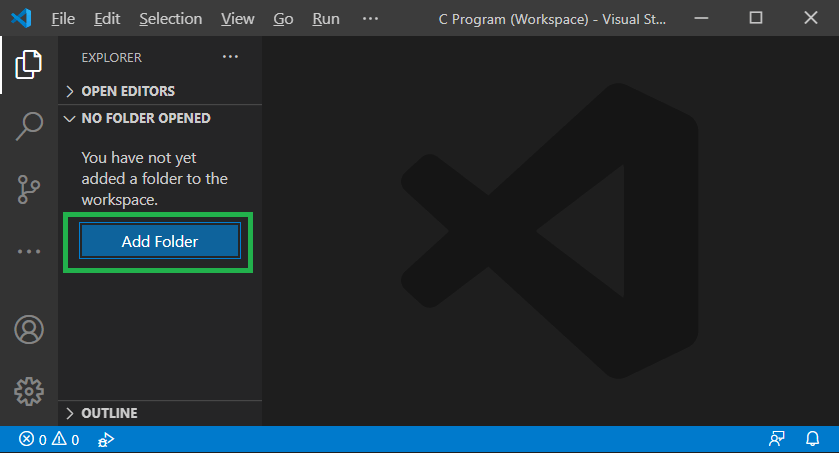 File Edit Selection View Go Run ··· C Program (Workspace) - Visual St...
EXPLORER ···
OPEN EDITORS
NO FOLDER OPENED
You have not yet
added a folder to the
workspace.
Add Folder
OUTLINE
0 0